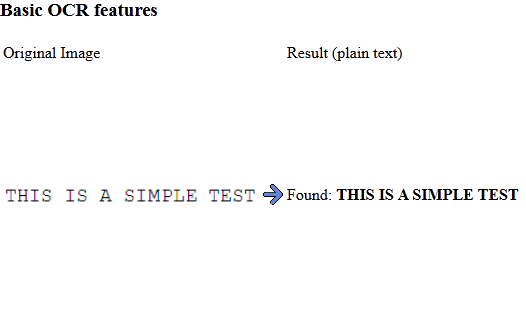 Basic OCR features
Original Image Result (plain text)
THIS IS A SIMPLE TEST Found: THIS IS A SIMPLE TEST